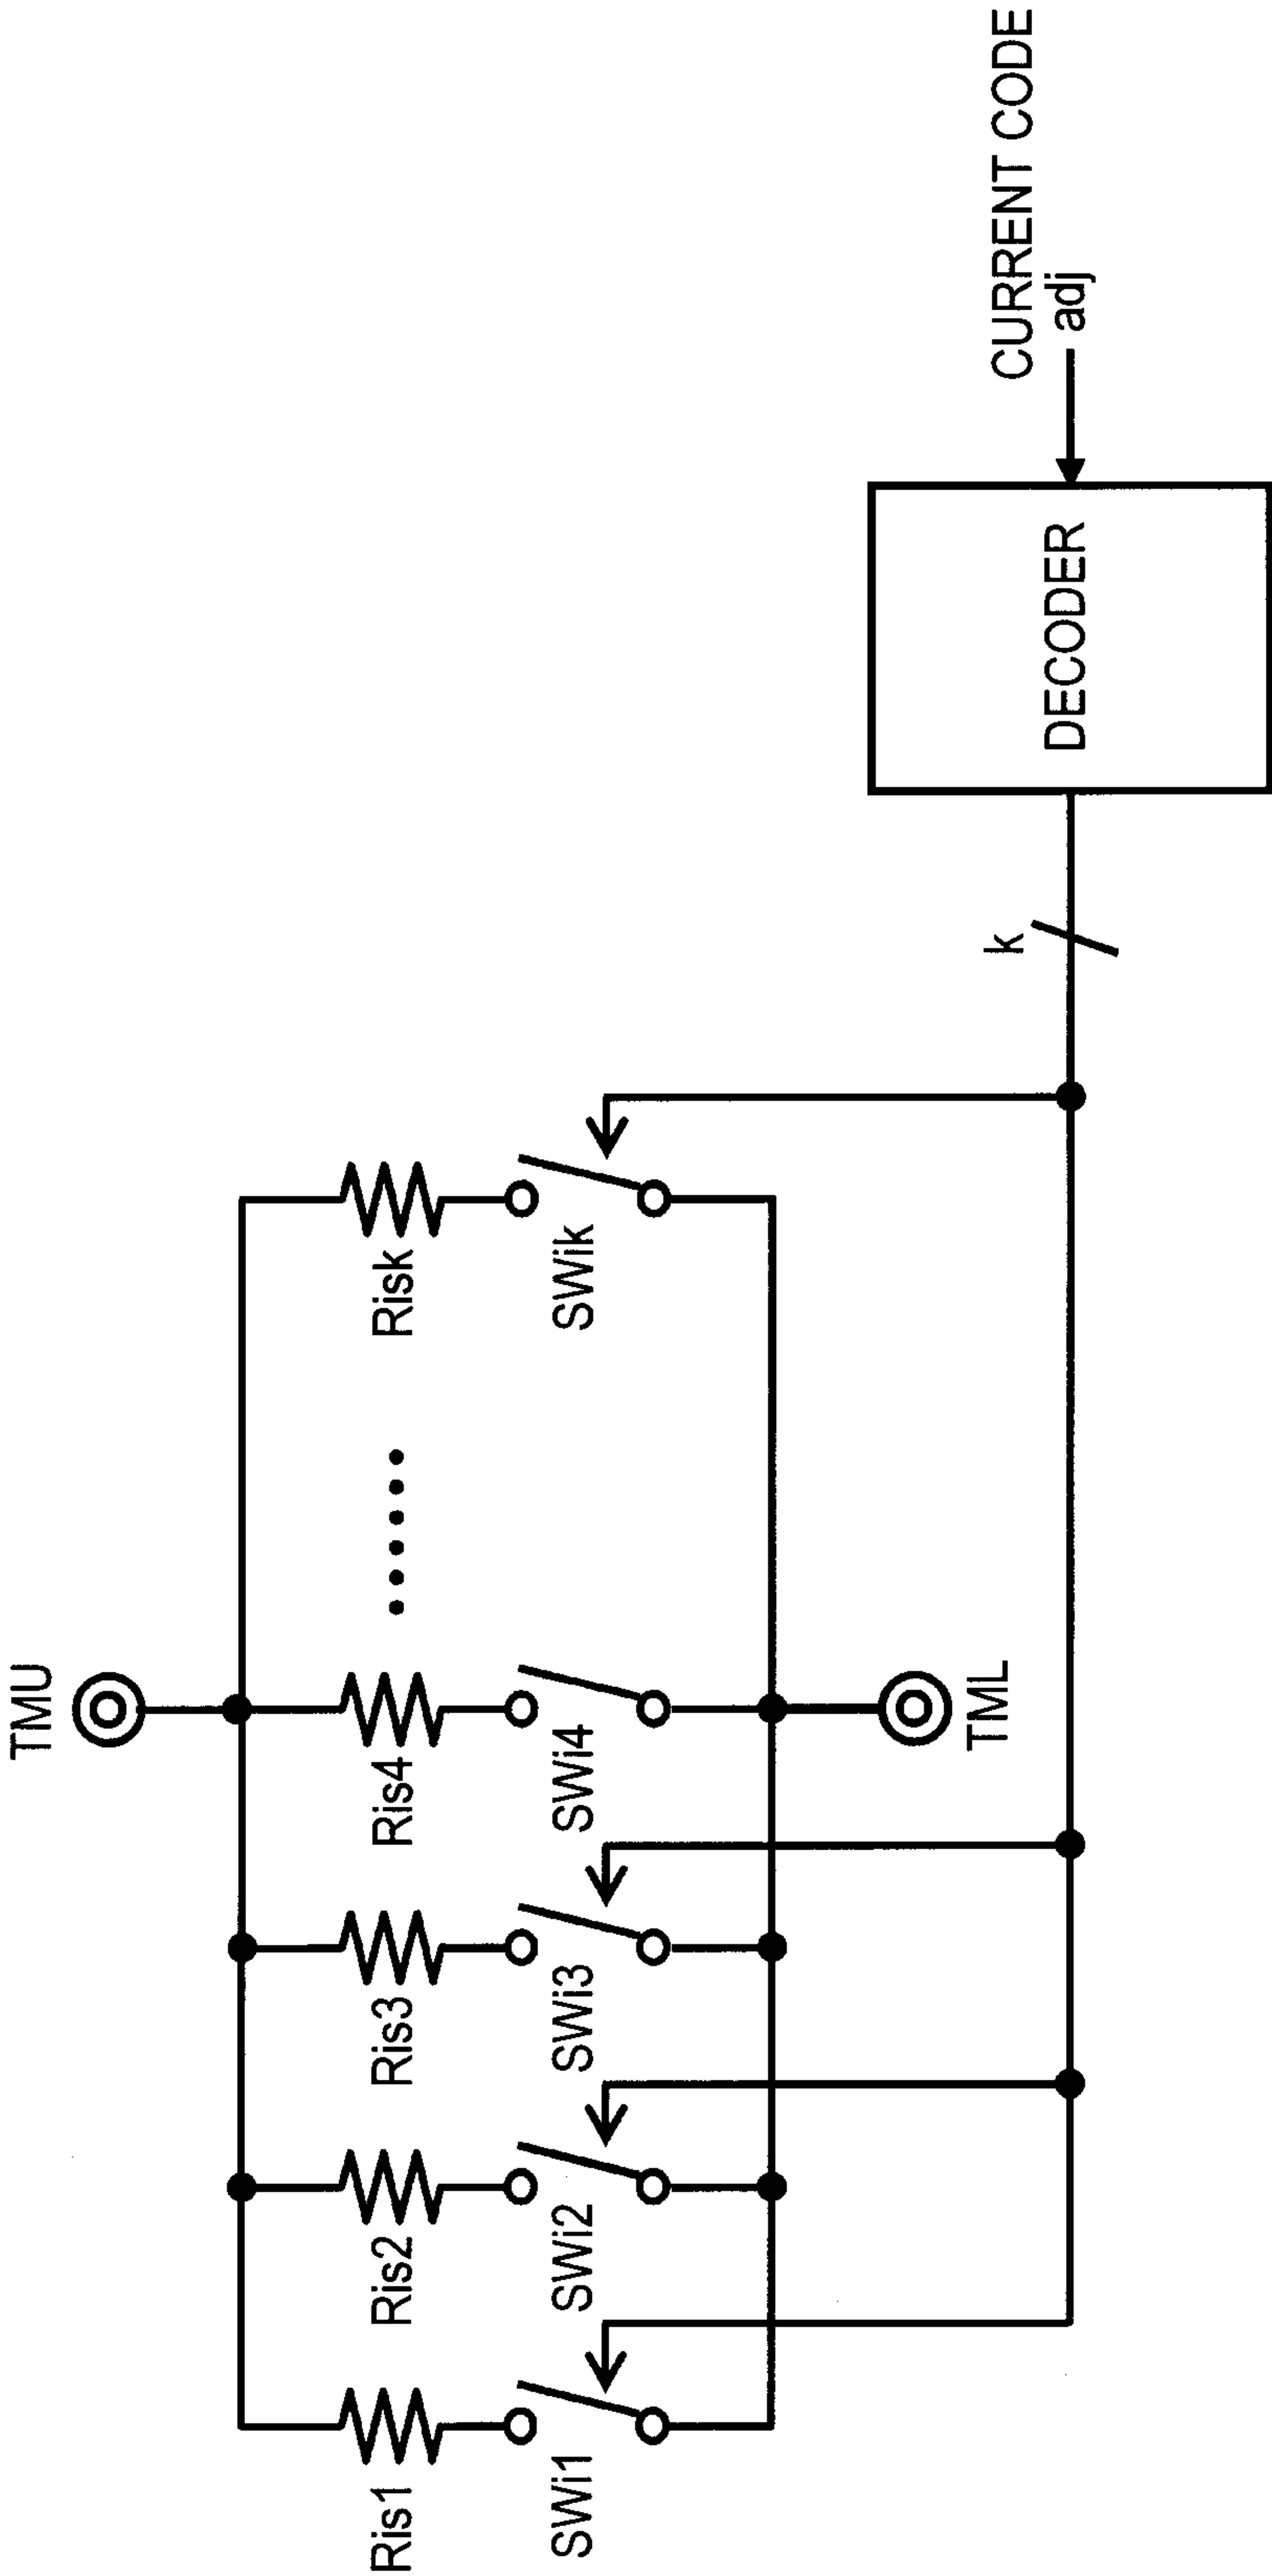 TMU
Ris1
Ris2
Ris3
Ris4
Risk
SWi1
SWi2
SWi3
SWi4
SWik
TML
k
DECODER
CURRENT CODE
adj